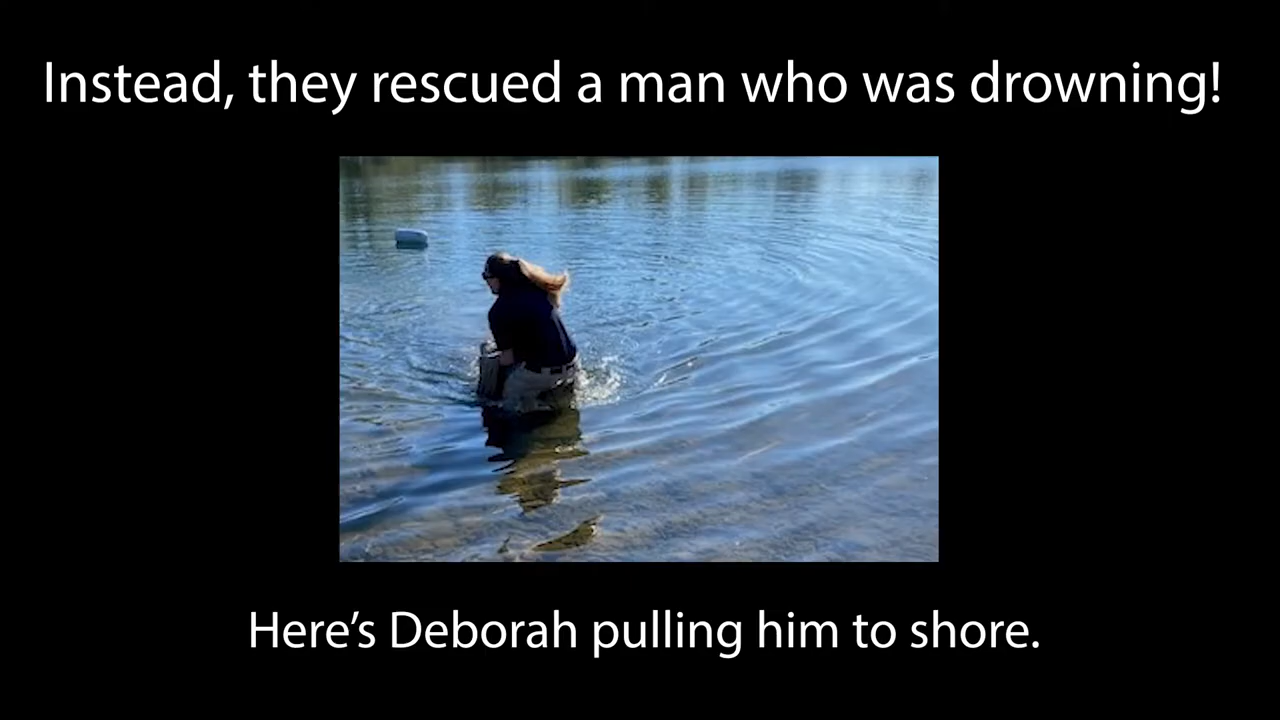 Instead, they rescued a man who was drowning!
Here’s Deborah pulling him to shore.